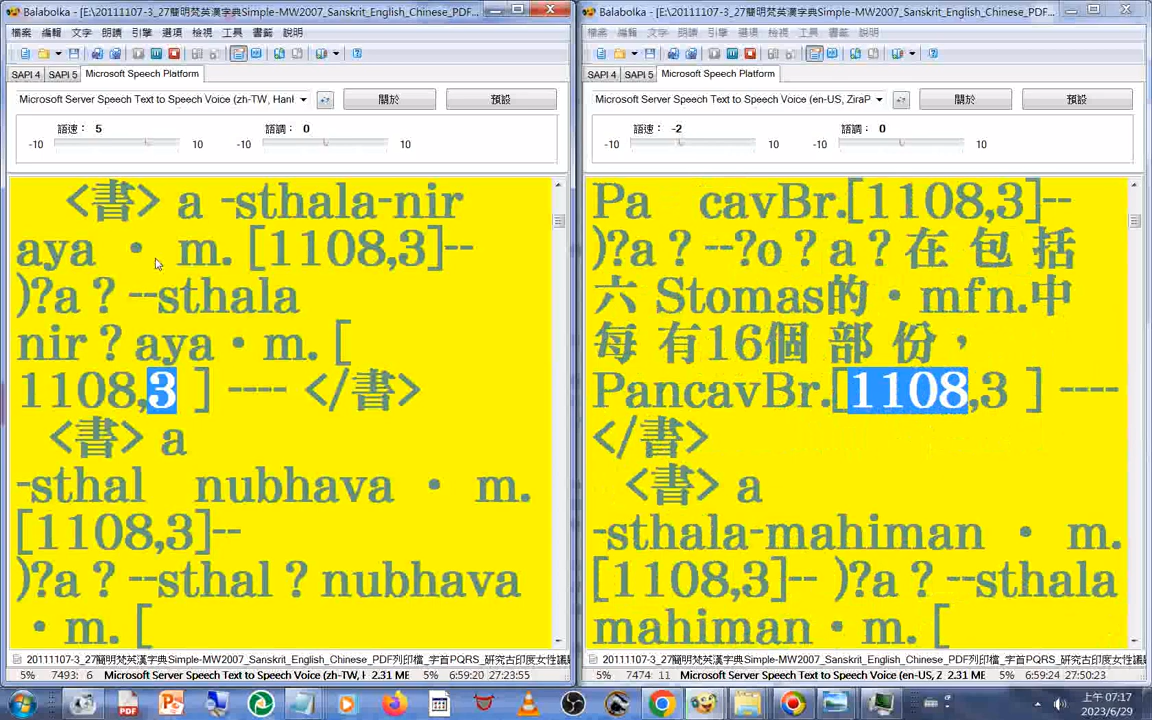 Balabolka - [E:\20111107-3_27簡明梵英漢字典Simple-MW2007_Sanskrit_English_Chinese_PDF...
檔案 編輯 文字 朗讀 引擎 選項 檢視 工具 書籤 說明
SAPI 4 SAPI 5 Microsoft Speech Platform
Microsoft Server Speech Text to Speech Voice (zh-TW, Hanl
關於 預設
語速： 5 語調： 0
-10 10 -10 10
<書> a -sthala-nir
aya • m. [1108,3]--
)?a ? --sthala
nir ? aya • m. [
1108,3 ] ---- </書>
<書> a
-sthal nubhava • m.
[1108,3]--
)?a ? --sthal ? nubhava
• m. [
20111107-3_27簡明梵英漢字典Simple-MW2007_Sanskrit_English_Chinese_PDF列印檔_字首PQRS_研究古印度女性議題
5% 7493: 6 Microsoft Server Speech Text to Speech Voice (zh-TW, H 2.31 ME 5% 6:59:20 27:23:55
Balabolka - [E:\20111107-3_27簡明梵英漢字典Simple-MW2007_Sanskrit_English_Chinese_PDF...
檔案 編輯 文字 朗讀 引擎 選項 檢視 工具 書籤 說明
SAPI 4 SAPI 5 Microsoft Speech Platform
Microsoft Server Speech Text to Speech Voice (en-US, ZiraP
關於 預設
語速： -2 語調： 0
-10 10 -10 10
Pa cavBr.[1108,3]--
)?a ? --?o ? a ? 在 包 括
六 Stomas的 • mfn.中
每 有16個 部 份，
PancavBr.[1108,3 ] ----
</書>
<書> a
-sthala-mahiman • m.
[1108,3]-- )?a ? --sthala
mahiman • m. [
20111107-3_27簡明梵英漢字典Simple-MW2007_Sanskrit_English_Chinese_PDF列印檔_字首PQRS_研究古印度女性議
5% 7474: 11 Microsoft Server Speech Text to Speech Voice (en-US, Z 2.31 MB 5% 6:59:24 27:50:23
上午 07:17
2023/6/29